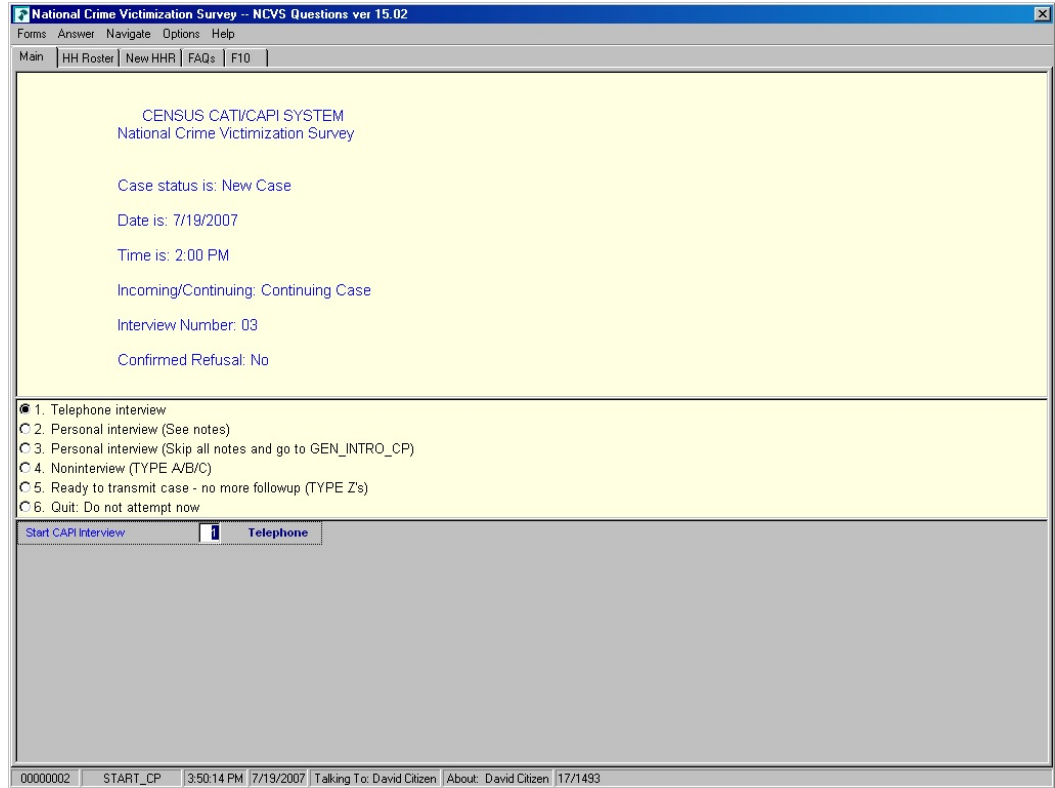 National Crime Victimization Survey -- NCVS Questions ver 15.02
Forms Answer Navigate Options Help
Main HH Roster New HHR FAQs F10
CENSUS CATI/CAPI SYSTEM
National Crime Victimization Survey
Case status is: New Case
Date is: 7/19/2007
Time is: 2:00 PM
Incoming/Continuing: Continuing Case
Interview Number: 03
Confirmed Refusal: No
1. Telephone interview
2. Personal interview (See notes)
3. Personal interview (Skip all notes and go to GEN_INTRO_CP)
4. Noninterview (TYPE A/B/C)
5. Ready to transmit case - no more followup (TYPE Z's)
6. Quit: Do not attempt now
Start CAPI Interview 1 Telephone
00000002 START_CP 3:50:14 PM 7/19/2007 Talking To: David Citizen About: David Citizen 17/1493